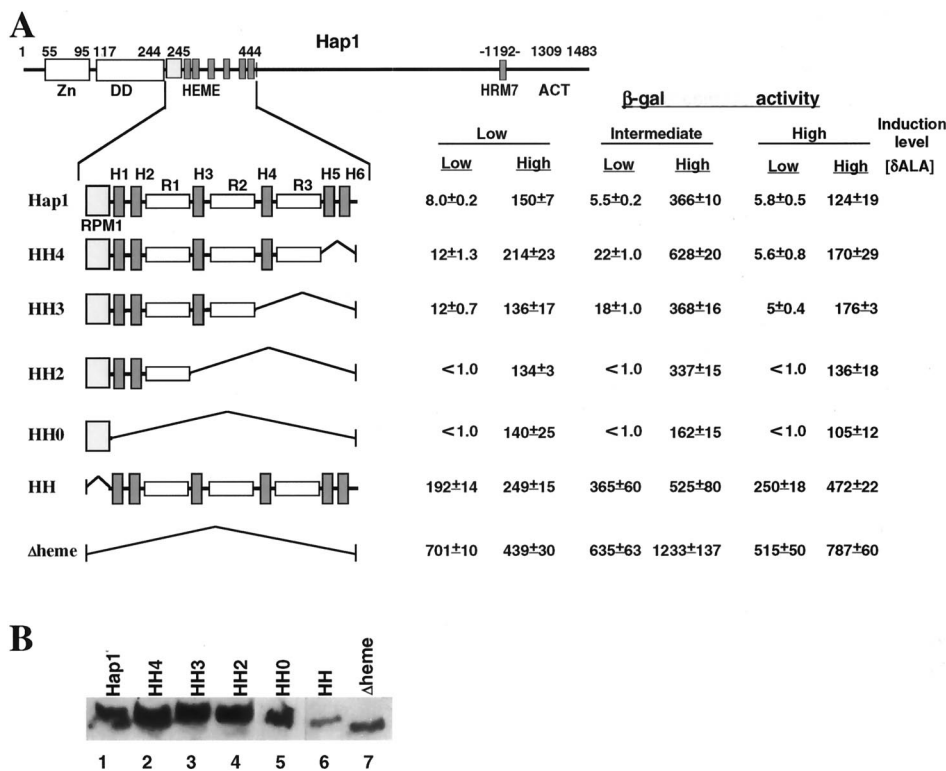 A
Hap1
1 55 95 117 244 245 444 -1192- 1309 1483
Zn DD HEME HRM7 ACT
β-gal activity
Low Intermediate High Induction level
Low High Low High Low High [δALA]
H1 H2 R1 H3 R2 H4 R3 H5 H6
Hap1 8.0±0.2 150±7 5.5±0.2 366±10 5.8±0.5 124±19
RPM1
HH4 12±1.3 214±23 22±1.0 628±20 5.6±0.8 170±29
HH3 12±0.7 136±17 18±1.0 368±16 5±0.4 176±3
HH2 <1.0 134±3 <1.0 337±15 <1.0 136±18
HH0 <1.0 140±25 <1.0 162±15 <1.0 105±12
HH 192±14 249±15 365±60 525±80 250±18 472±22
Δheme 701±10 439±30 635±63 1233±137 515±50 787±60
B
Hap1 HH4 HH3 HH2 HH0 HH Δheme
1 2 3 4 5 6 7